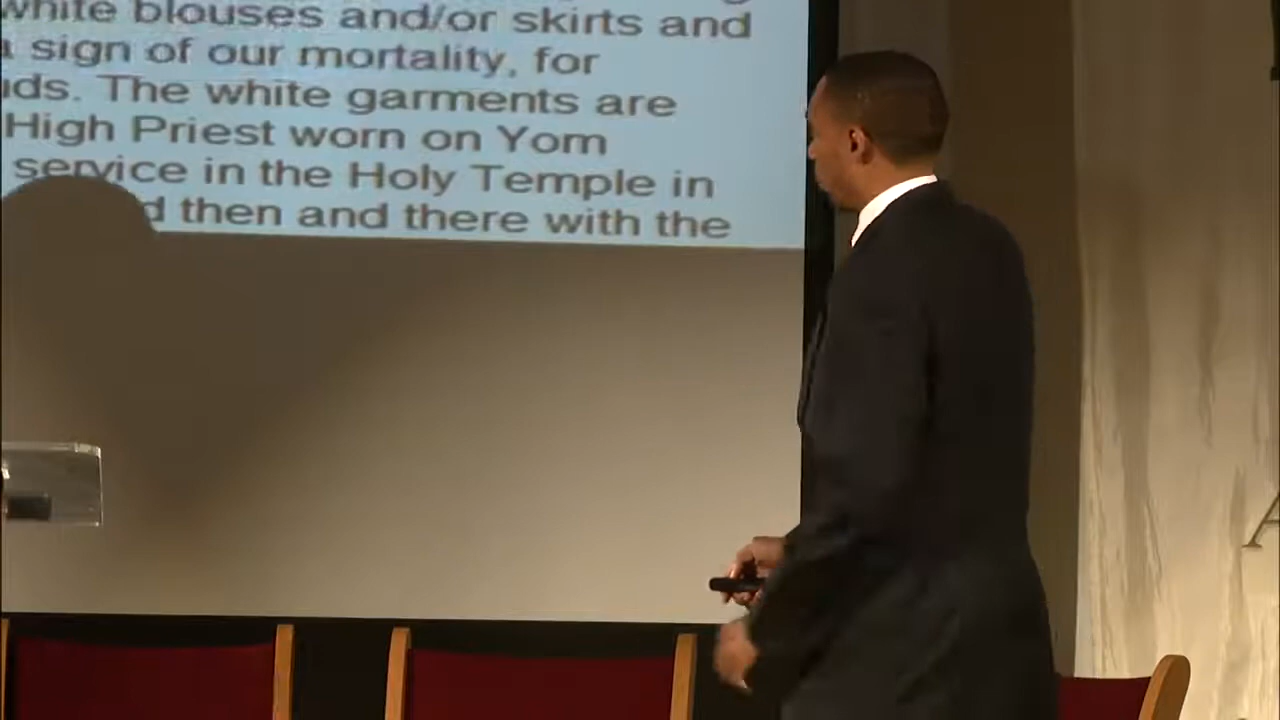 white blouses and/or skirts and
a sign of our mortality, for
uds. The white garments are
High Priest worn on Yom
service in the Holy Temple in
d then and there with the